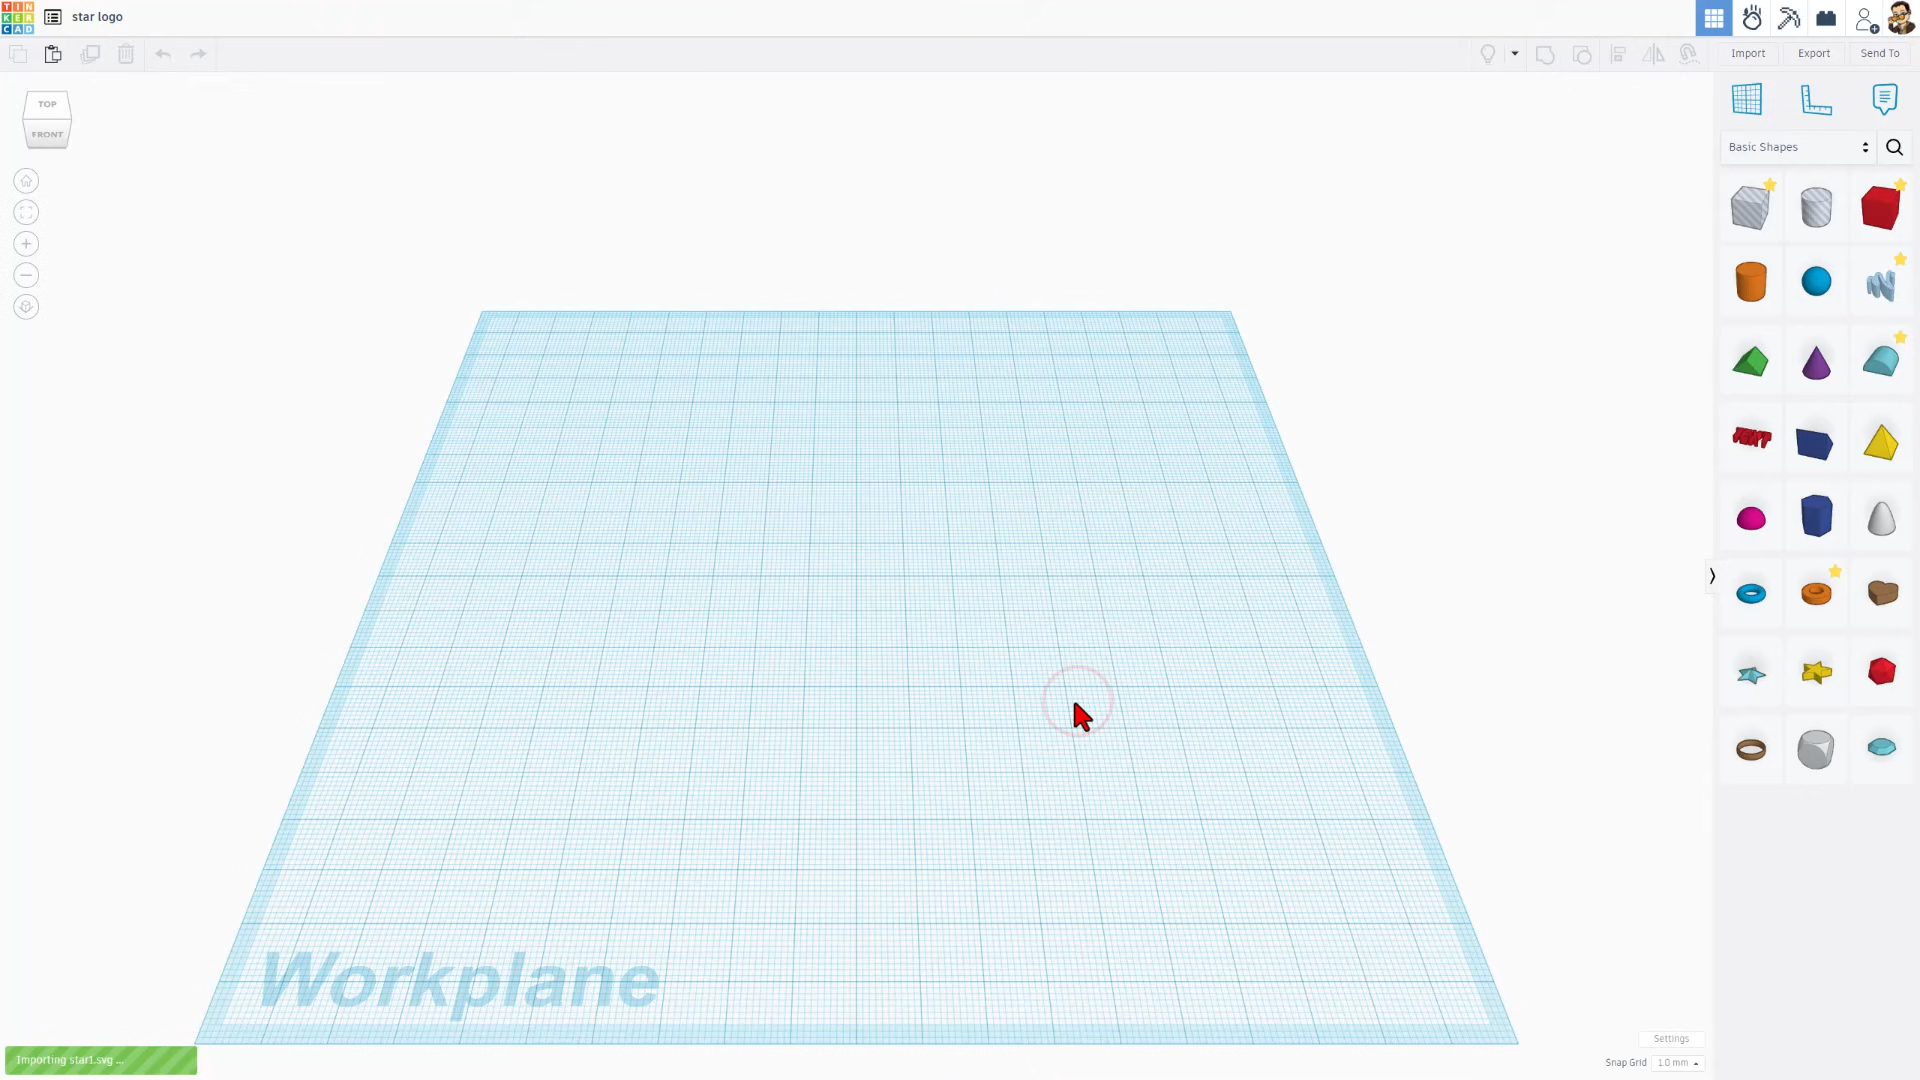 TIN
KER
CAD
star logo
Import
Export
Send To
TOP
FRONT
Basic Shapes
TEXT
Workplane
Importing star1.svg ...
Settings
Snap Grid
1.0 mm